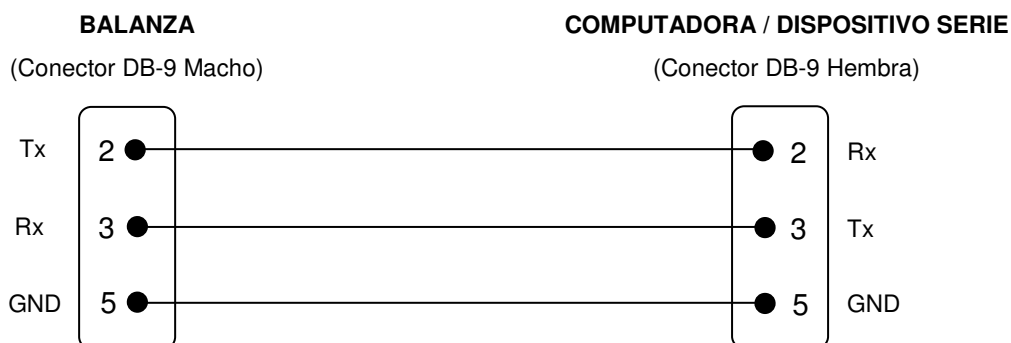 BALANZA COMPUTADORA / DISPOSITIVO SERIE
(Conector DB-9 Macho) (Conector DB-9 Hembra)
Tx 2 2 Rx
Rx 3 3 Tx
GND 5 5 GND